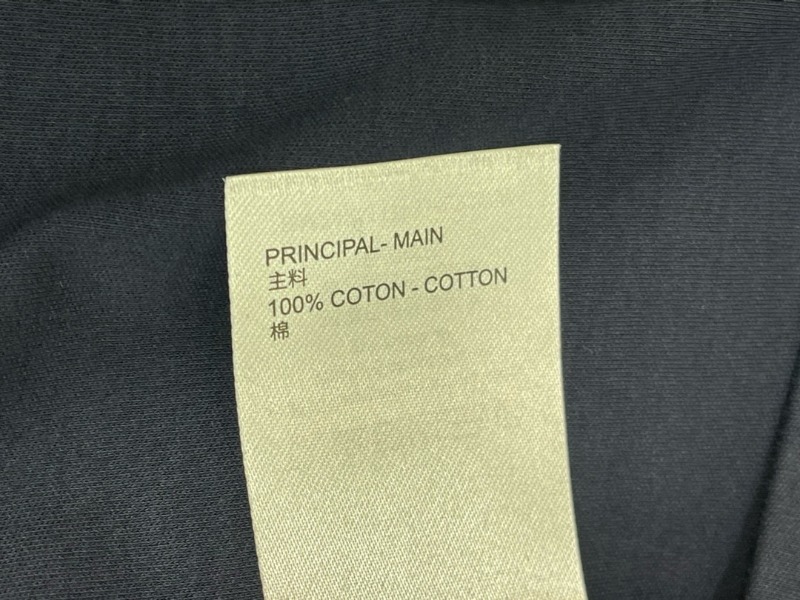 PRINCIPAL- MAIN
主料
100% COTON - COTTON
棉